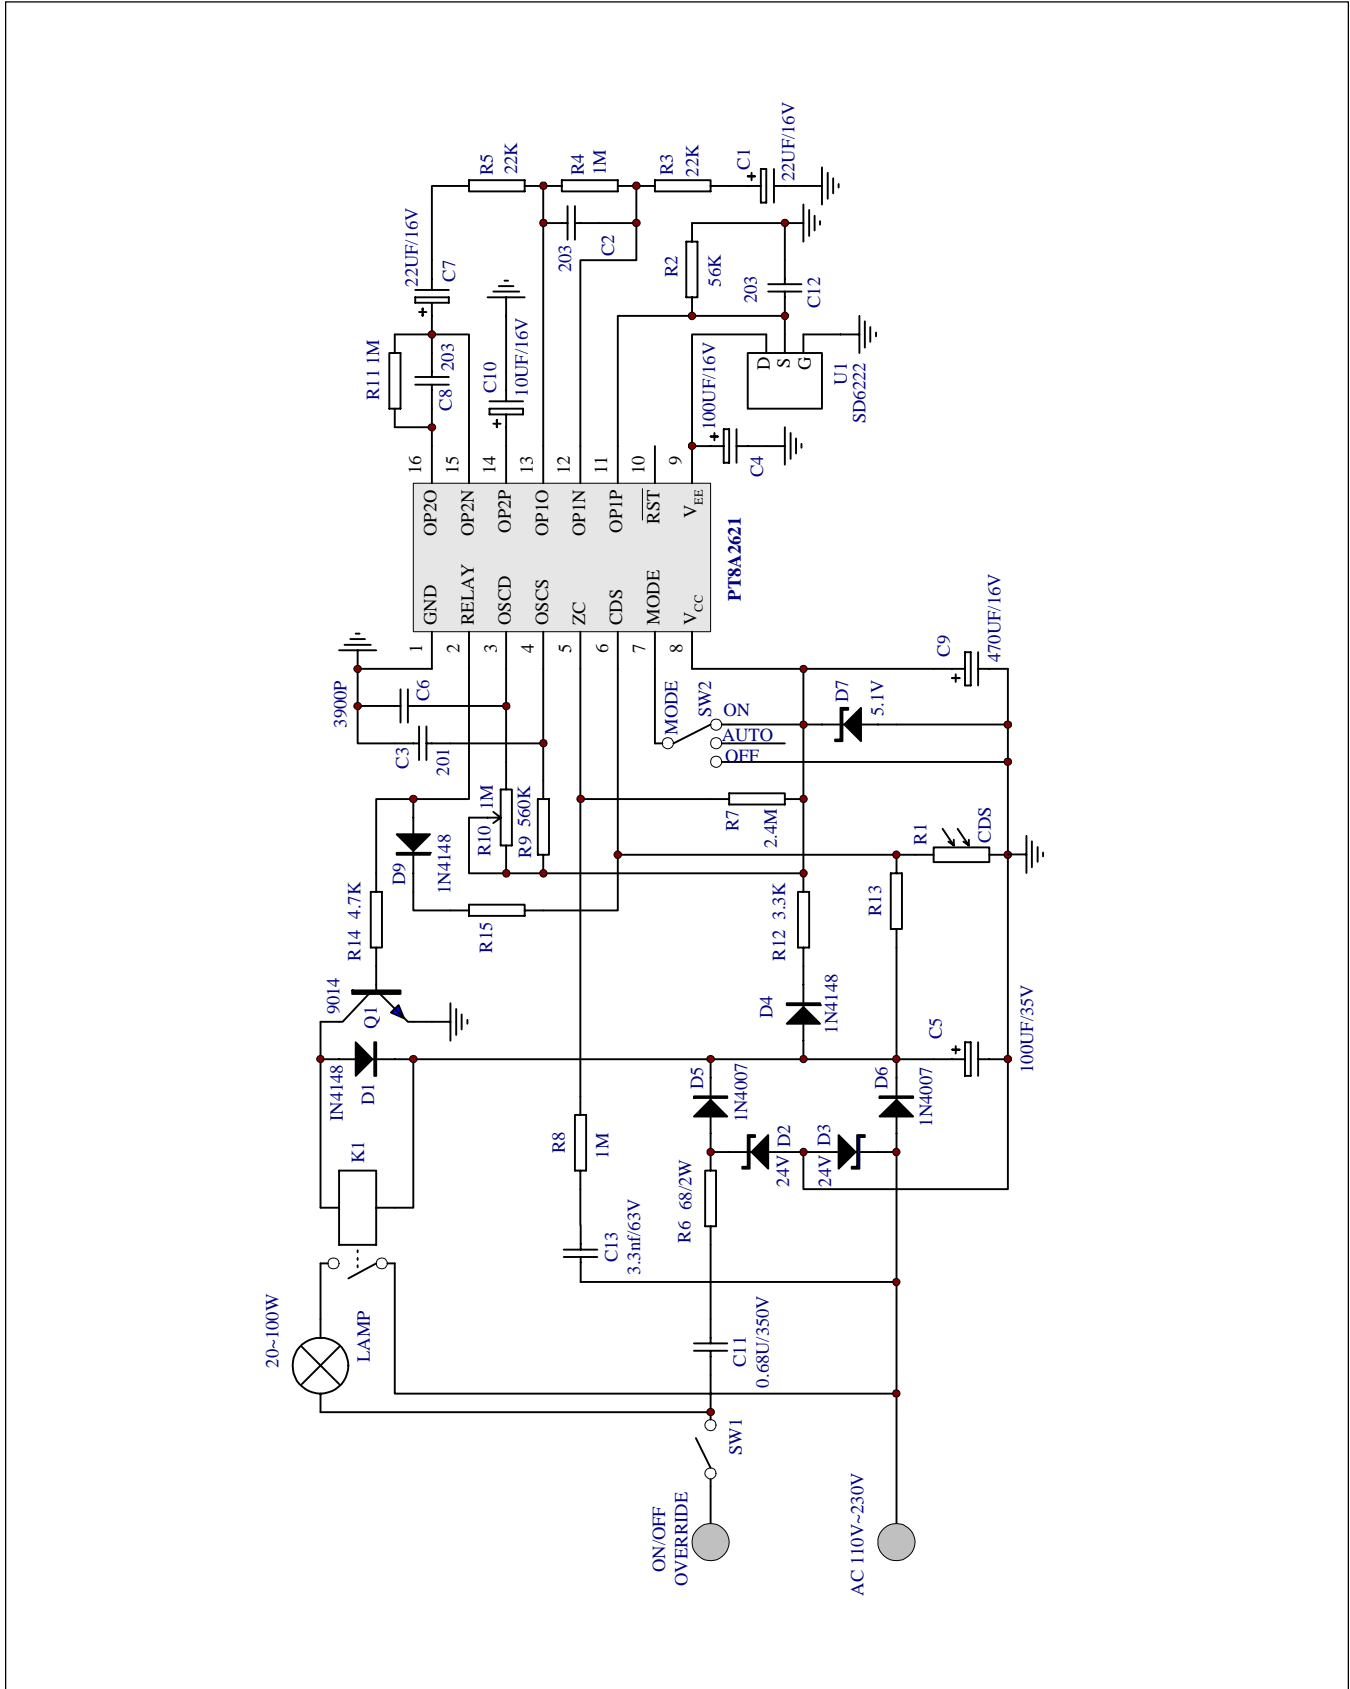 R5
22K
R4
1M
R3
22K
C1
22UF/16V
22UF/16V
C7
203
C2
R2
56K
203
C12
R11 1M
203
C8
C10
10UF/16V
100UF/16V
C4
D
S
G
U1
SD6222
16
15
14
13
12
11
10
9
OP2O
OP2N
OP2P
OP1O
OP1N
OP1P
RST
VEE
PT8A2621
GND
RELAY
OSCD
OSCS
ZC
CDS
MODE
VCC
1
2
3
4
5
6
7
8
3900P
C6
C3
201
MODE
SW2
ON
AUTO
OFF
D7
5.1V
C9
470UF/16V
R10
1M
R9 560K
R7
2.4M
R1
CDS
D9
1N4148
R14 4.7K
R15
R12 3.3K
R13
9014
Q1
D4
1N4148
C5
100UF/35V
IN4148
D1
D5
1N4007
D6
1N4007
K1
R8
1M
24V D2
24V D3
R6 68/2W
C13
3.3nf/63V
20~100W
LAMP
C11
0.68U/350V
SW1
ON/OFF
OVERRIDE
AC 110V~230V